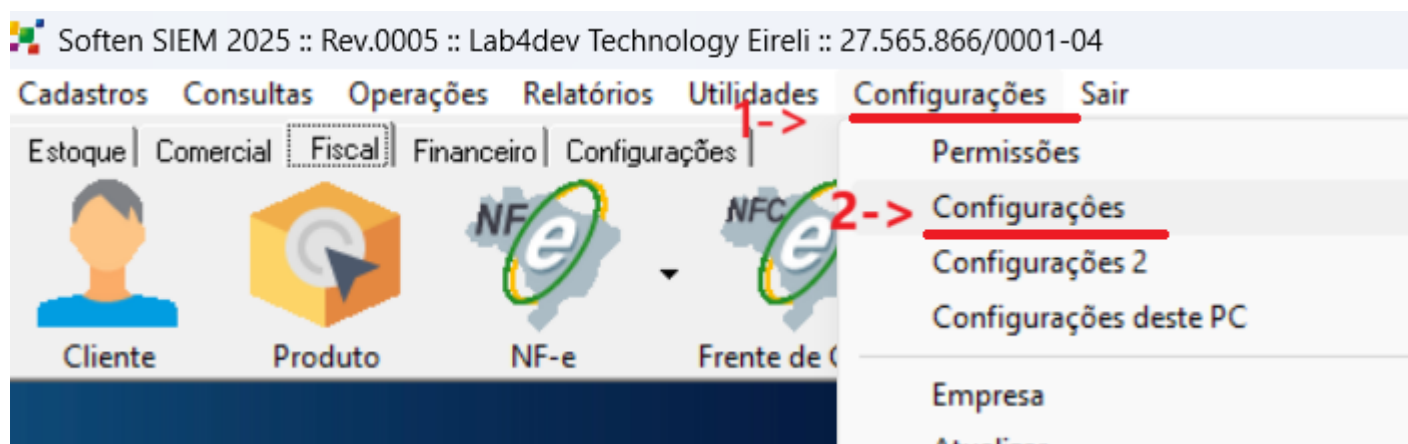 Soften SIEM 2025 :: Rev.0005 :: Lab4dev Technology Eireli :: 27.565.866/0001-04
Cadastros Consultas Operações Relatórios Utilidades Configurações Sair
1->
Estoque Comercial Fiscal Financeiro Configurações
Permissões
2-> Configurações
Configurações 2
Configurações deste PC
NF e
NFC e
Cliente Produto NF-e Frente de
Empresa